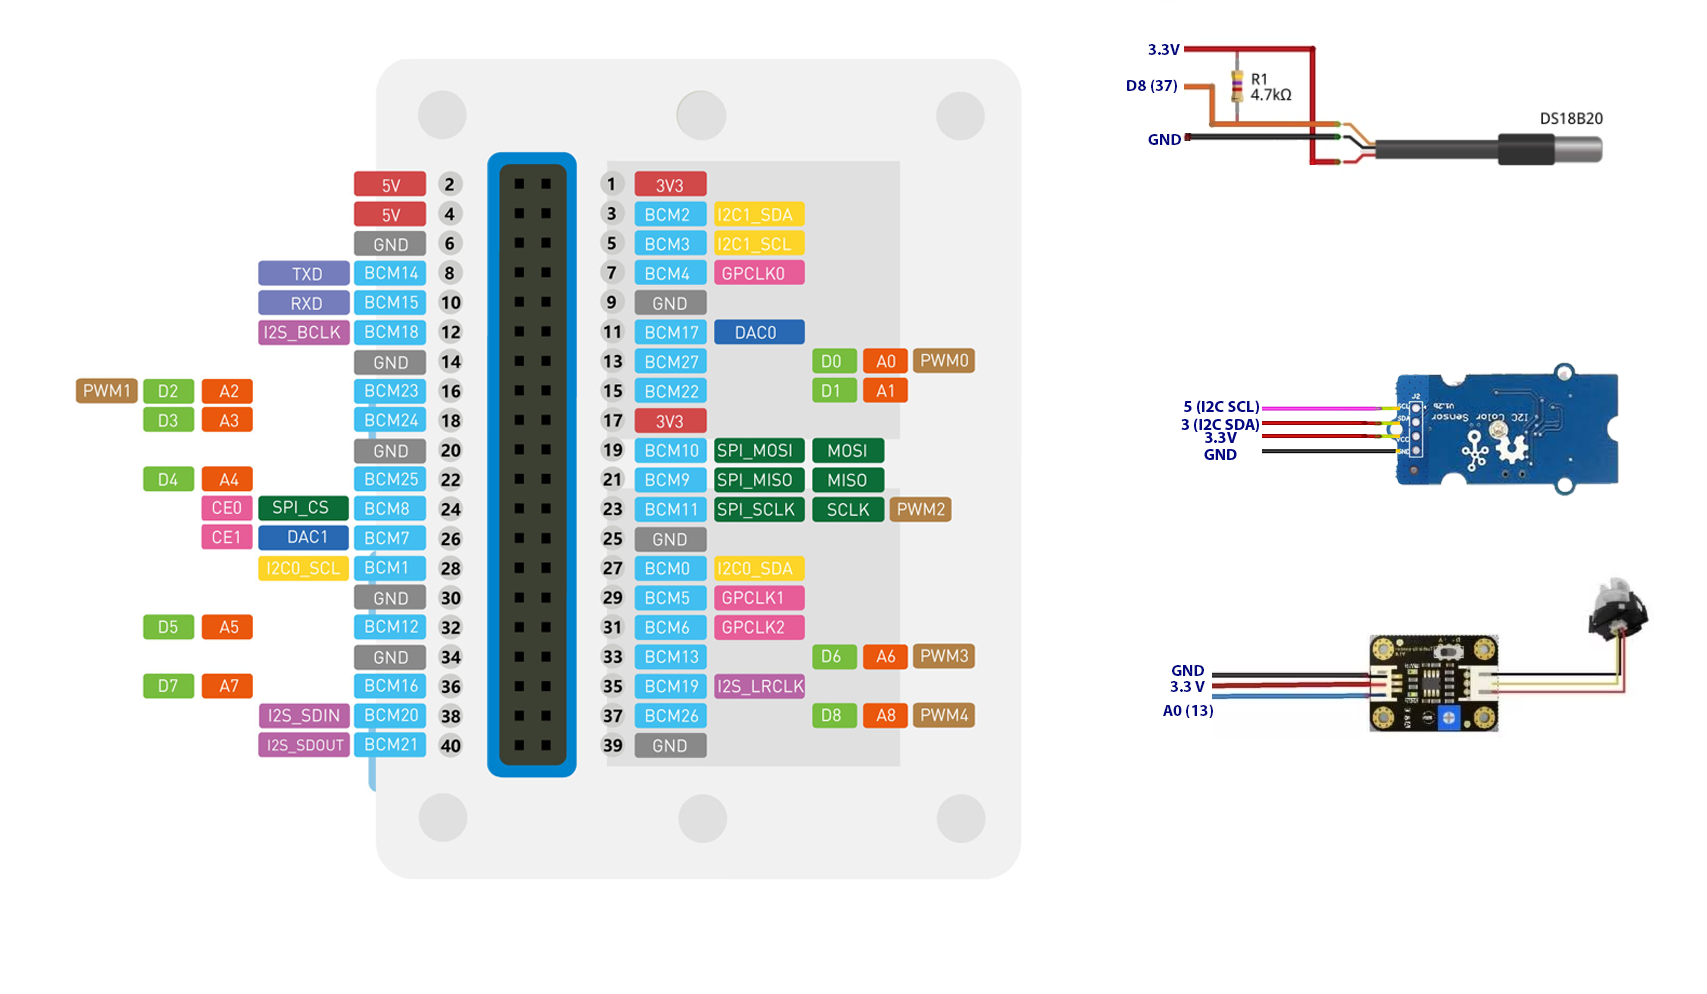 5V 2 1 3V3
5V 4 3 BCM2 I2C1_SDA
GND 6 5 BCM3 I2C1_SCL
TXD BCM14 8 7 BCM4 GPCLK0
RXD BCM15 10 9 GND
I2S_BCLK BCM18 12 11 BCM17 DAC0
GND 14 13 BCM27 D0 A0 PWM0
PWM1 D2 A2 BCM23 16 15 BCM22 D1 A1
D3 A3 BCM24 18 17 3V3
GND 20 19 BCM10 SPI_MOSI MOSI
D4 A4 BCM25 22 21 BCM9 SPI_MISO MISO
CE0 SPI_CS BCM8 24 23 BCM11 SPI_SCLK SCLK PWM2
CE1 DAC1 BCM7 26 25 GND
I2C0_SCL BCM1 28 27 BCM0 I2C0_SDA
GND 30 29 BCM5 GPCLK1
D5 A5 BCM12 32 31 BCM6 GPCLK2
GND 34 33 BCM13 D6 A6 PWM3
D7 A7 BCM16 36 35 BCM19 I2S_LRCLK
I2S_SDIN BCM20 38 37 BCM26 D8 A8 PWM4
I2S_SDOUT BCM21 40 39 GND
3.3V
D8 (37)
GND
R1
4.7kΩ
DS18B20
5 (I2C SCL)
3 (I2C SDA)
3.3V
GND
J2
SCL
SDA
VCC
GND
I2C Color Sensor
V1.2b
GND
3.3 V
A0 (13)